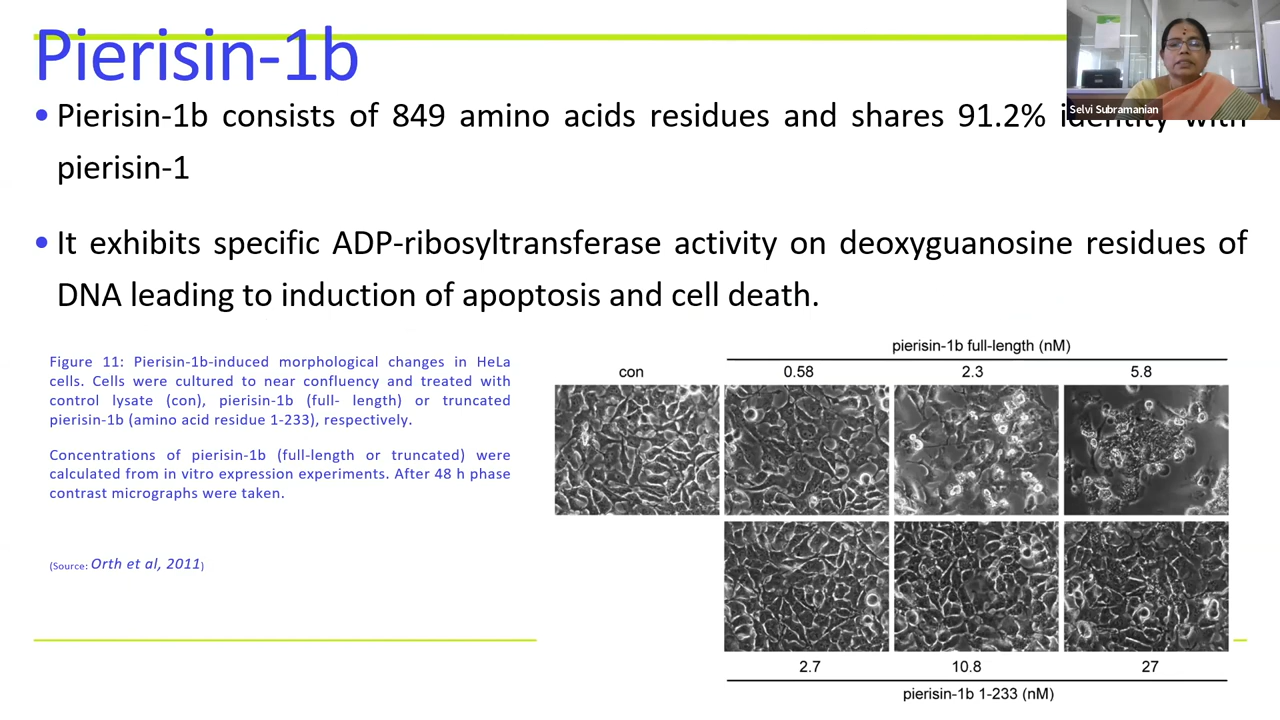 Pierisin-1b
Selvi Subramanian
• Pierisin-1b consists of 849 amino acids residues and shares 91.2% identity with
pierisin-1
• It exhibits specific ADP-ribosyltransferase activity on deoxyguanosine residues of
DNA leading to induction of apoptosis and cell death.
Figure 11: Pierisin-1b-induced morphological changes in HeLa
cells. Cells were cultured to near confluency and treated with
control lysate (con), pierisin-1b (full- length) or truncated
pierisin-1b (amino acid residue 1-233), respectively.
Concentrations of pierisin-1b (full-length or truncated) were
calculated from in vitro expression experiments. After 48 h phase
contrast micrographs were taken.
(Source: Orth et al, 2011)
pierisin-1b full-length (nM)
con 0.58 2.3 5.8
2.7 10.8 27
pierisin-1b 1-233 (nM)